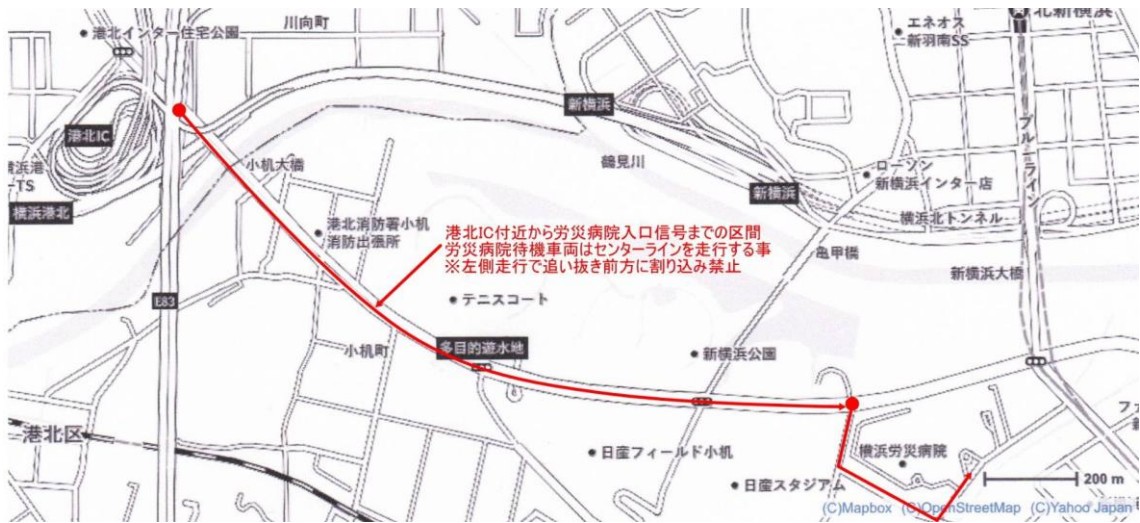 港北インター住宅公園
川向町
北新横浜
エネオス
新羽南SS
新横浜
港北IC
鶴見川
ブルーライン
小机大橋
横浜港
-TS
ローソン
新横浜インター店
新横浜
横浜港北
横浜北トンネル
港北消防署小机
消防出張所
港北IC付近から労災病院入口信号までの区間
労災病院待機車両はセンターラインを走行する事
※左側走行で追い抜き前方に割り込み禁止
亀甲橋
新横浜大橋
E83
テニスコート
小机町
多目的遊水地
新横浜公園
ファ
港北区
日産フィールド小机
横浜労災病院
日産スタジアム
200 m
(C)Mapbox (C)OpenStreetMap (C)Yahoo Japan